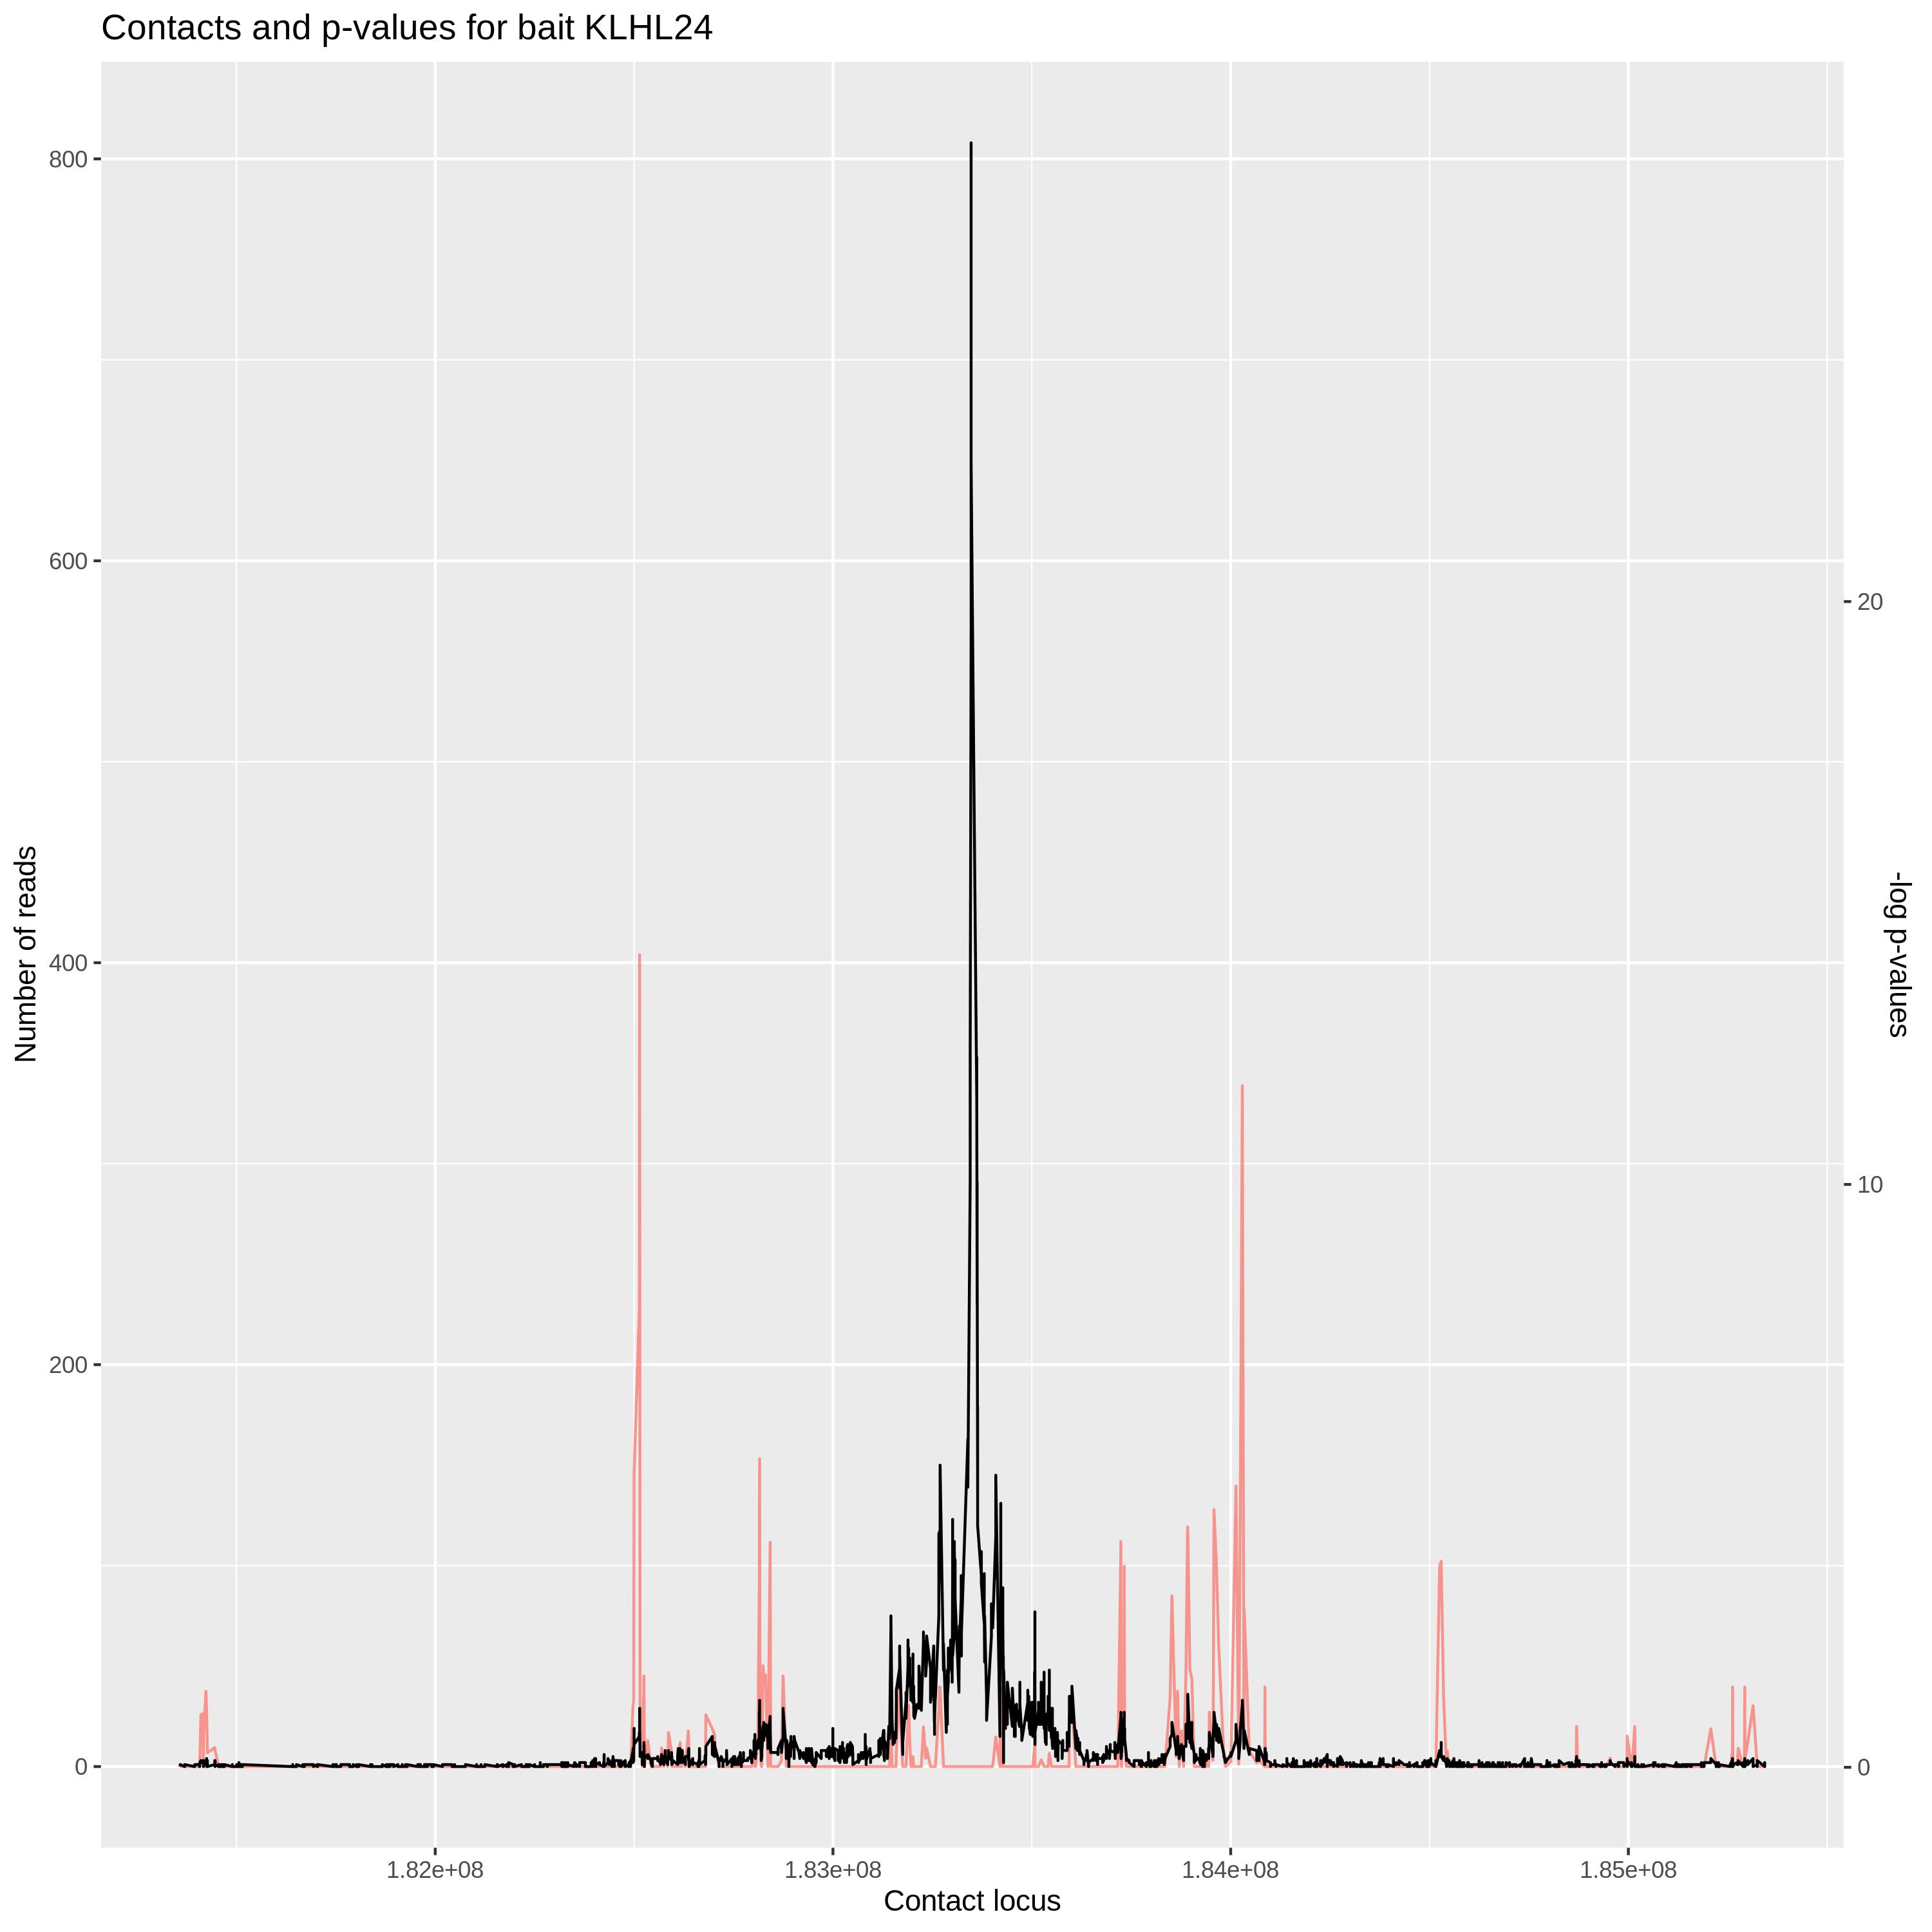 Contacts and p-values for bait KLHL24
800
600
400
200
0
Number of reads
20
10
0
-log p-values
1.82e+08
1.83e+08
1.84e+08
1.85e+08
Contact locus